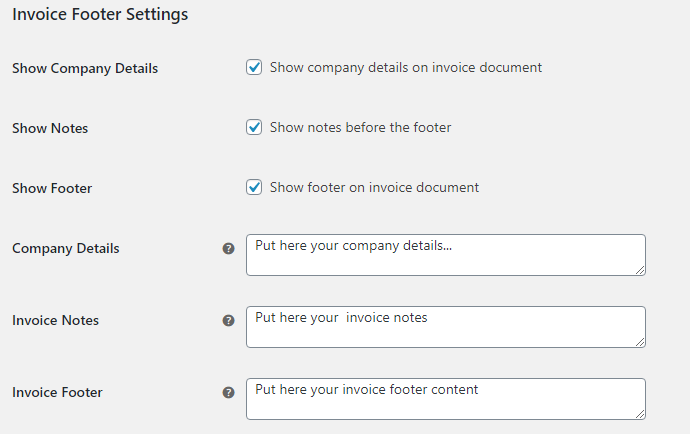 Invoice Footer Settings
Show Company Details Show company details on invoice document
Show Notes Show notes before the footer
Show Footer Show footer on invoice document
Company Details ? Put here your company details...
Invoice Notes ? Put here your  invoice notes
Invoice Footer ? Put here your invoice footer content